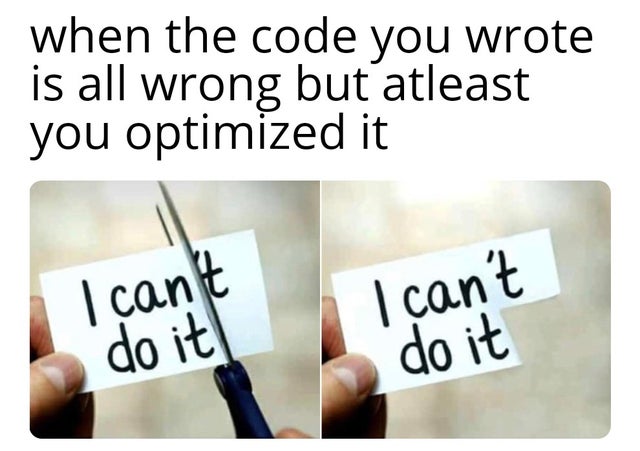 when the code you wrote
is all wrong but atleast
you optimized it
I can't
do it
I can't
do it